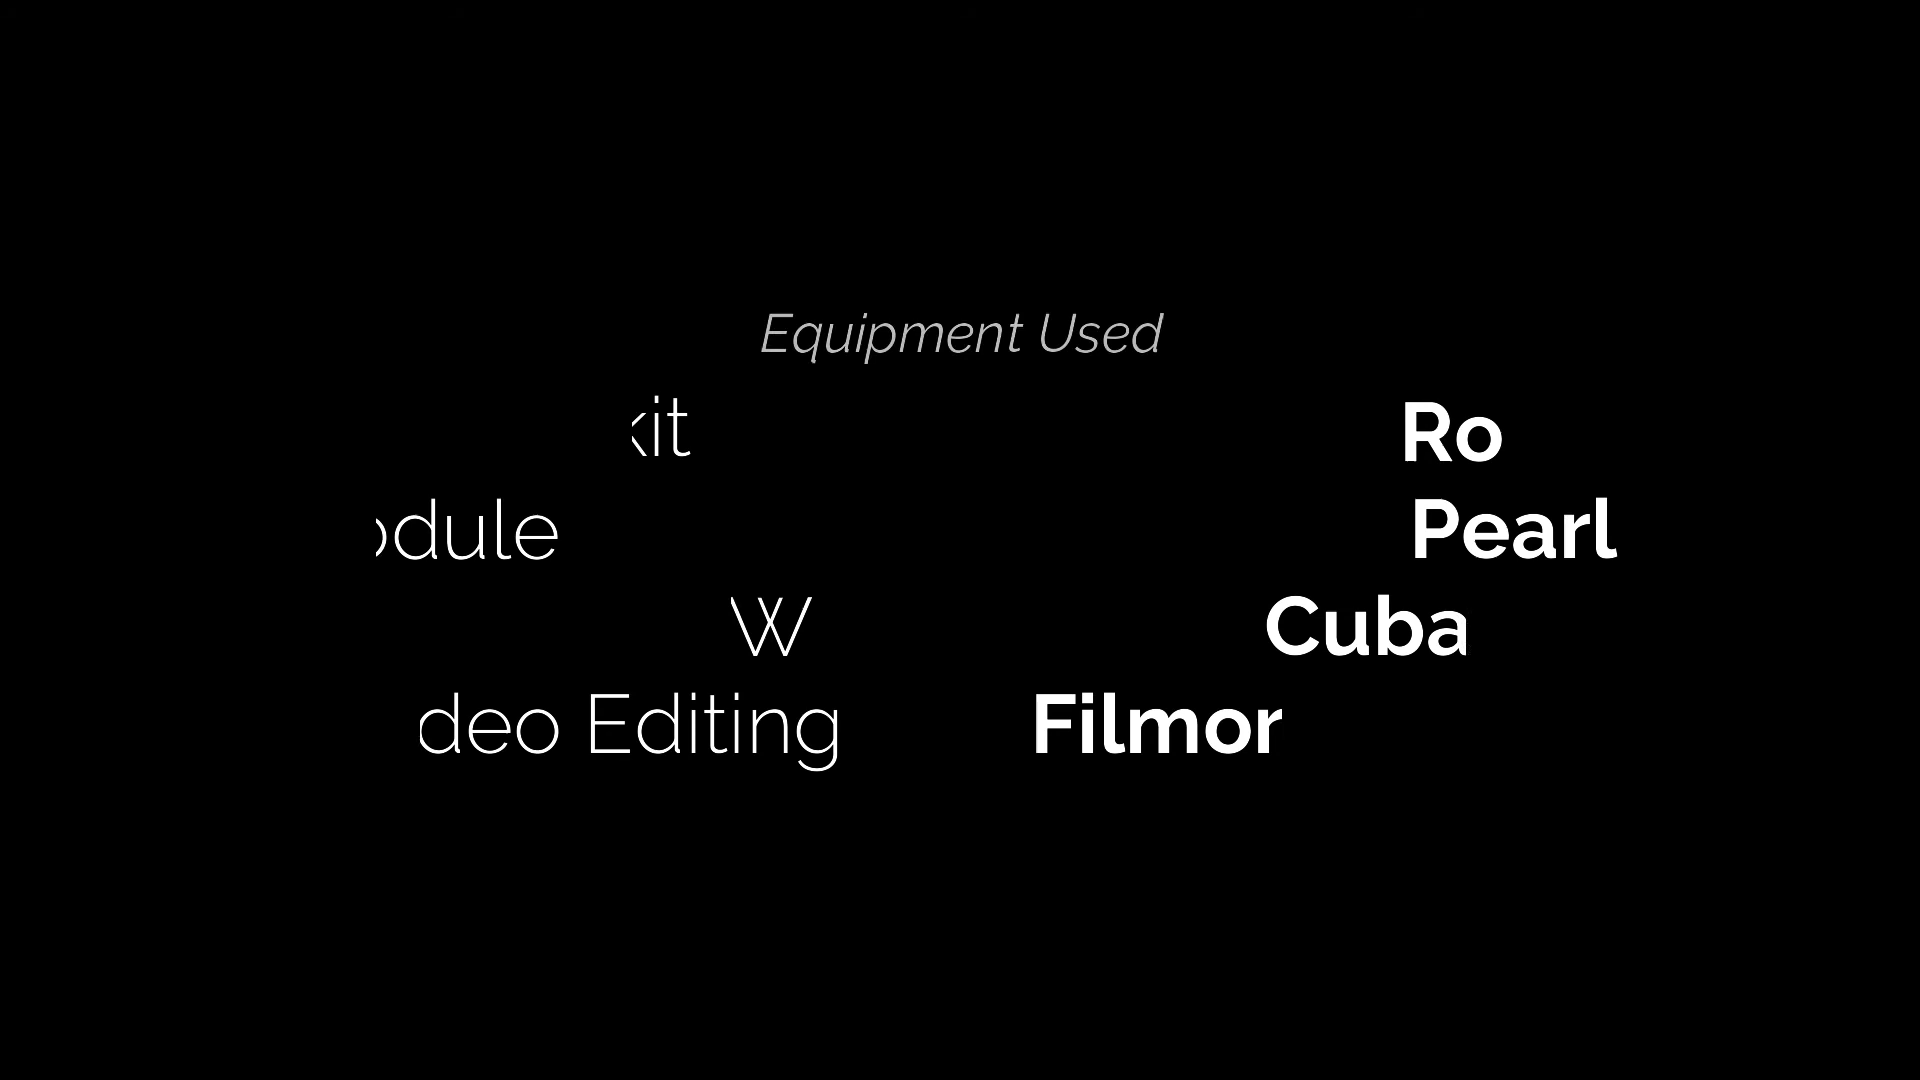 Equipment Used
kit Ro
odule Pearl
W Cuba
deo Editing Filmor